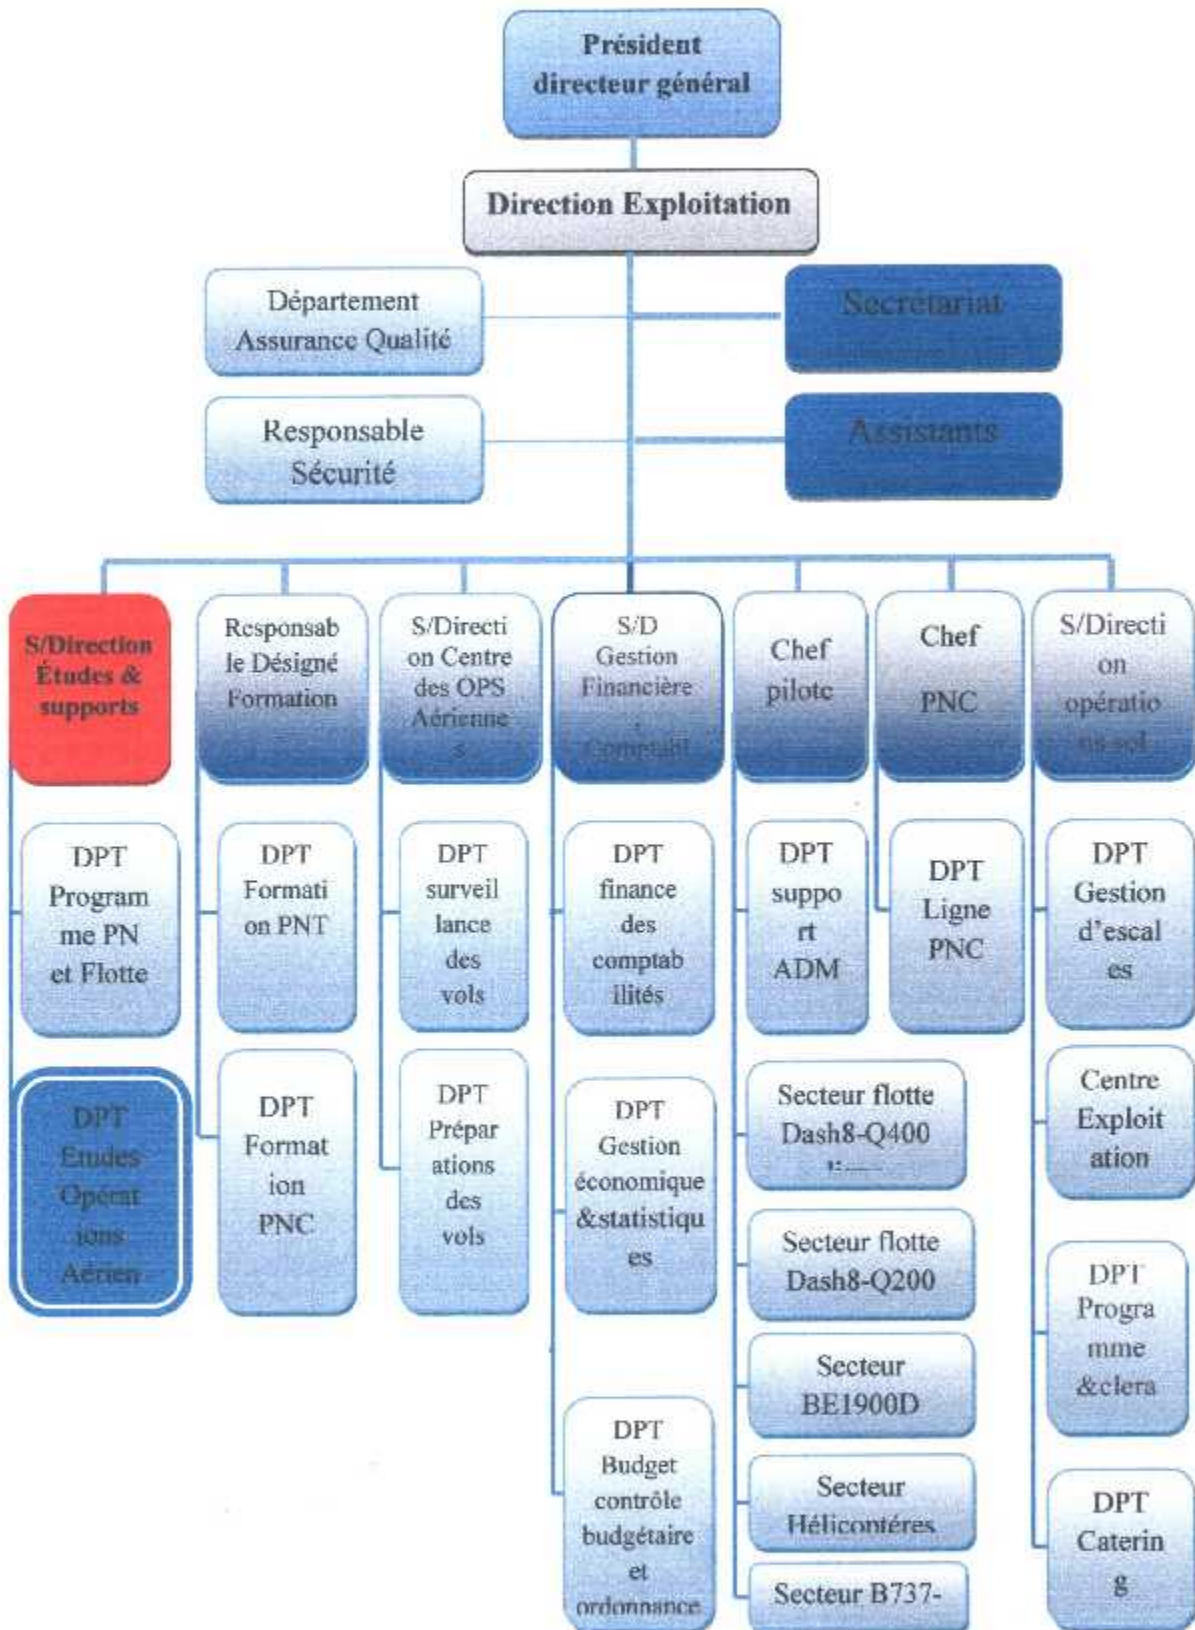 Président
directeur général
Direction Exploitation
Département
Assurance Qualité
Secrétariat
Responsable
Sécurité
Assistants
S/Direction
Études &
supports
Responsab
le Désigné
Formation
S/Directi
on Centre
des OPS
Aérienne
s
S/D
Gestion
Financière
,
Comptabl
Chef
pilote
Chef
PNC
S/Directi
on
opératio
ns sol
DPT
Program
me PN
et Flotte
DPT
Formati
on PNT
DPT
surveil
lance
des
vols
DPT
finance
des
comptab
ilités
DPT
suppo
rt
ADM
DPT
Ligne
PNC
DPT
Gestion
d'escal
es
DPT
Etudes
Opérat
ions
Aérien
DPT
Format
ion
PNC
DPT
Prépar
ations
des
vols
DPT
Gestion
économique
&statistiqu
es
Secteur flotte
Dash8-Q400
Centre
Exploit
ation
Secteur flotte
Dash8-Q200
DPT
Progra
mme
&clera
Secteur
BE1900D
DPT
Budget
contrôle
budgétaire
et
ordonnance
Secteur
Hélicontéres
DPT
Caterin
g
Secteur B737-